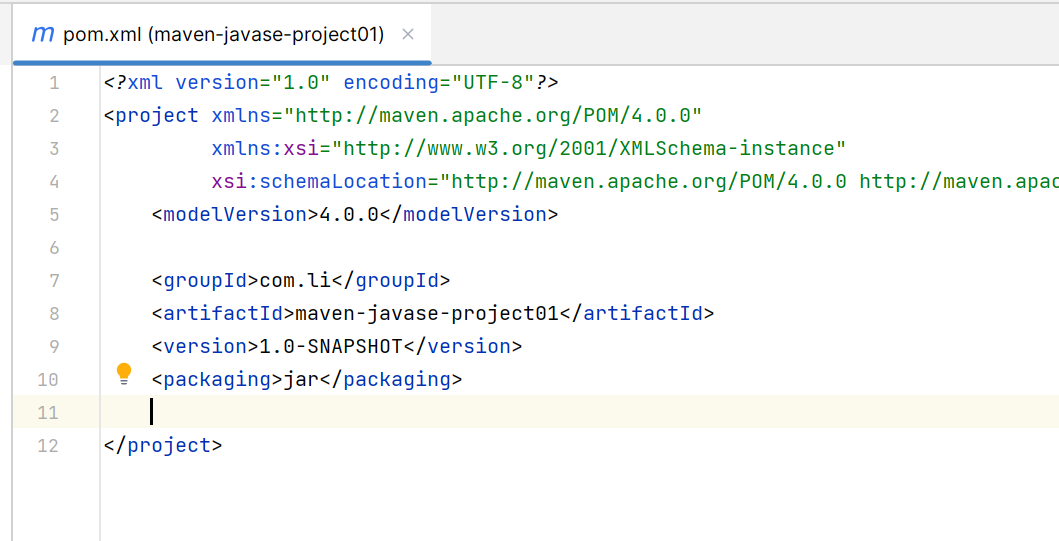 m pom.xml (maven-javase-project01) ×
1 <?xml version="1.0" encoding="UTF-8"?>
2 <project xmlns="http://maven.apache.org/POM/4.0.0"
3 xmlns:xsi="http://www.w3.org/2001/XMLSchema-instance"
4 xsi:schemaLocation="http://maven.apache.org/POM/4.0.0 http://maven.apac
5 <modelVersion>4.0.0</modelVersion>
6
7 <groupId>com.li</groupId>
8 <artifactId>maven-javase-project01</artifactId>
9 <version>1.0-SNAPSHOT</version>
10 <packaging>jar</packaging>
11
12 </project>